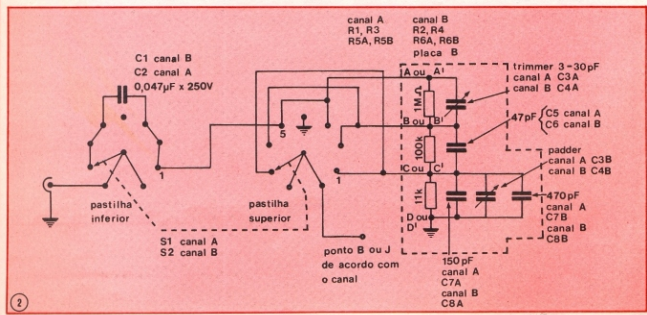 canal A
R1, R3
R5A, R5B
canal B
R2, R4
R6A, R6B
placa B
C1 canal B
C2 canal A
0,047µF x 250V
A ou A'
trimmer 3-30pF
canal A C3A
canal B C4A
1MΩ
B ou B'
47pF { C5 canal A
C6 canal B
5
100k
padder
canal A C3B
canal B C4B
1
1
C ou C'
11k
470pF
canal A
C7B
canal B
C8B
D ou
D'
pastilha
inferior
pastilha
superior
S1 canal A
S2 canal B
ponto B ou J
de acordo com
o canal
150pF
canal A
C7A
canal B
C8A
2